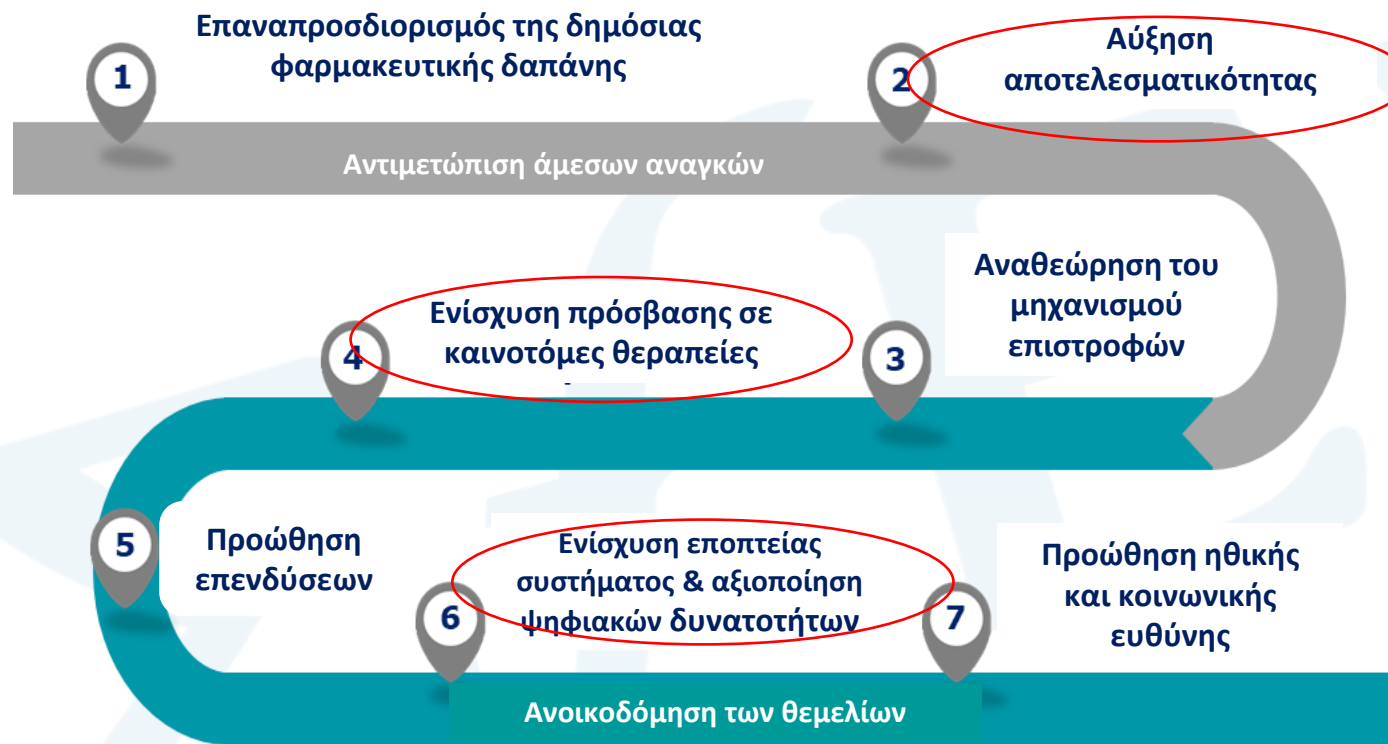 Επαναπροσδιορισμός της δημόσιας
φαρμακευτικής δαπάνης
1
Αύξηση
αποτελεσματικότητας
2
Αντιμετώπιση άμεσων αναγκών
Αναθεώρηση του
μηχανισμού
επιστροφών
3
Ενίσχυση πρόσβασης σε
καινοτόμες θεραπείες
4
5
Προώθηση
επενδύσεων
6
Ενίσχυση εποπτείας
συστήματος & αξιοποίηση
ψηφιακών δυνατοτήτων
7
Προώθηση ηθικής
και κοινωνικής
ευθύνης
Ανοικοδόμηση των θεμελίων